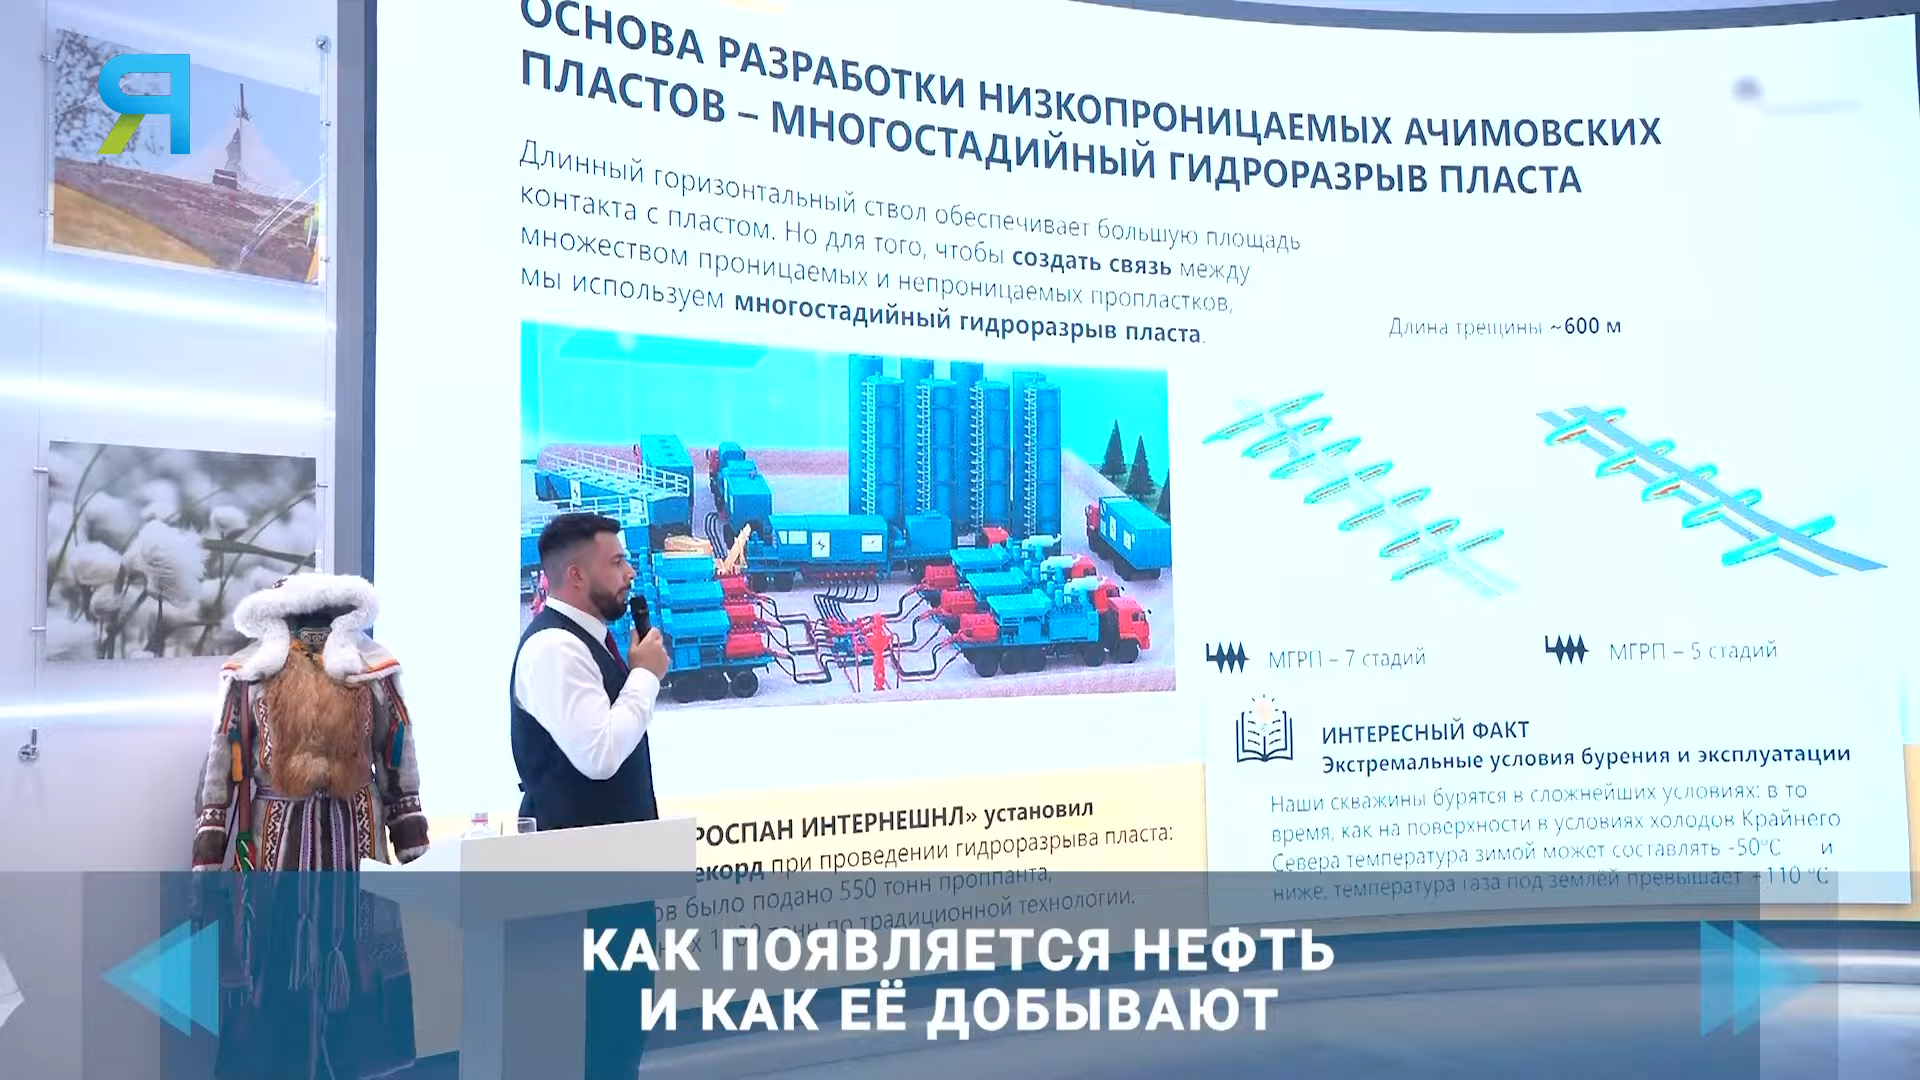 Я
ОСНОВА РАЗРАБОТКИ НИЗКОПРОНИЦАЕМЫХ АЧИМОВСКИХ
ПЛАСТОВ – МНОГОСТАДИЙНЫЙ ГИДРОРАЗРЫВ ПЛАСТА
Длинный горизонтальный ствол обеспечивает большую площадь
контакта с пластом. Но для того, чтобы создать связь между
множеством проницаемых и непроницаемых пропластков,
мы используем многостадийный гидроразрыв пласта.
Длина трещины ~600 м
МГРП – 7 стадий
МГРП – 5 стадий
ИНТЕРЕСНЫЙ ФАКТ
Экстремальные условия бурения и эксплуатации
Наши скважины бурятся в сложнейших условиях: в то
время, как на поверхности в условиях холодов Крайнего
Севера температура зимой может составлять -50°C и
ниже, температура газа под землёй превышает +110 °C
РОСПАН ИНТЕРНЕШНЛ» установил
екорд при проведении гидроразрыва пласта:
ов было подано 550 тонн проппанта,
тонн по традиционной технологии.
КАК ПОЯВЛЯЕТСЯ НЕФТЬ
И КАК ЕЁ ДОБЫВАЮТ